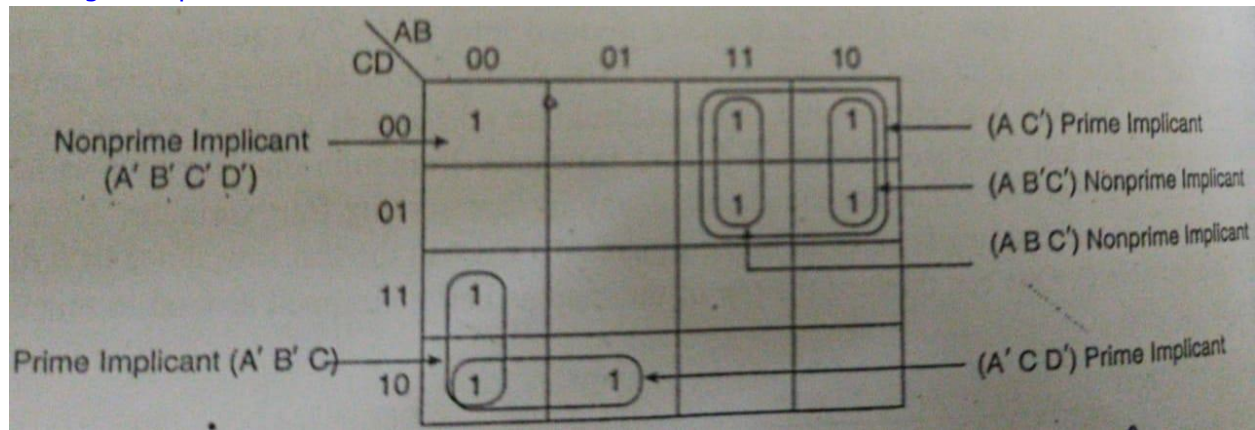 AB
CD 00 01 11 10
Nonprime Implicant
(A′ B′ C′ D′)
00 1 1 1
(A C′) Prime Implicant
(A B′C′) Nonprime Implicant
01 1 1
(A B C′) Nonprime Implicant
11 1
Prime Implicant (A′ B′ C)
10 1 1
(A′ C D′) Prime Implicant